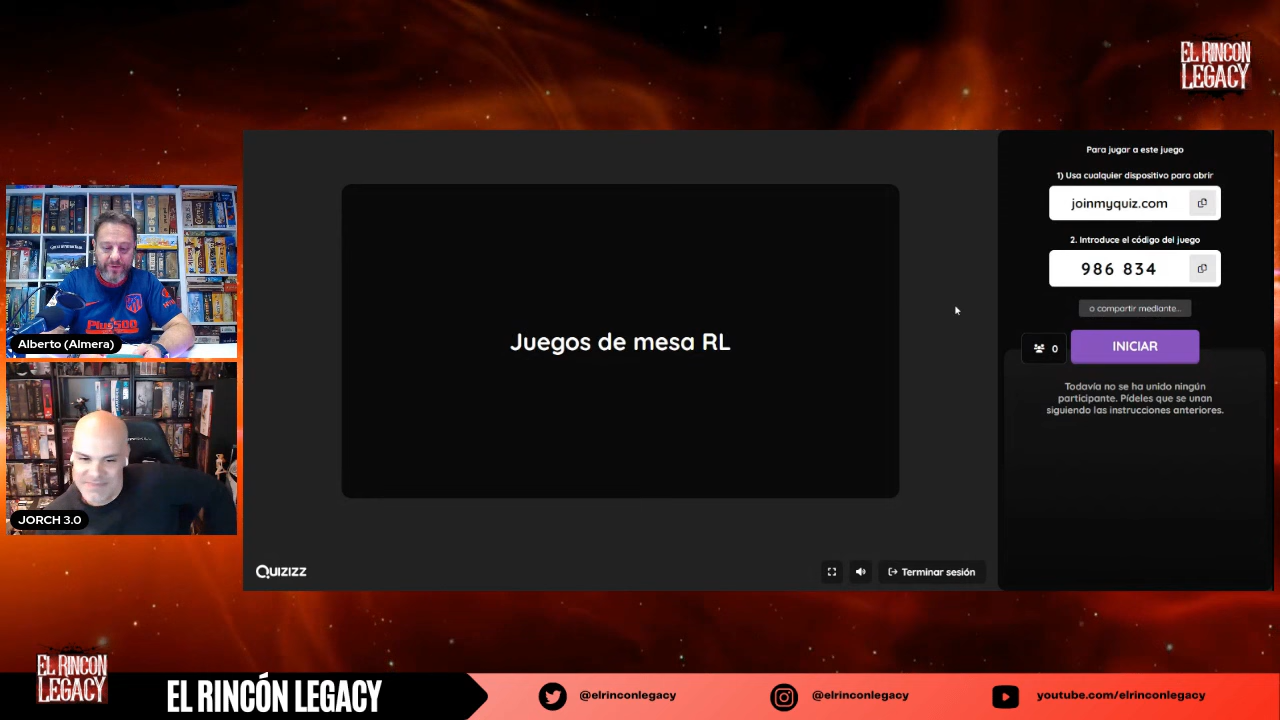 EL RINCON
LEGACY
Para jugar a este juego
1) Usa cualquier dispositivo para abrir
joinmyquiz.com
2. Introduce el código del juego
986 834
o compartir mediante...
0
INICIAR
Todavía no se ha unido ningún
participante. Pídeles que se unan
siguiendo las instrucciones anteriores.
Juegos de mesa RL
Plus500
Alberto (Almera)
JORCH 3.0
Quizizz
Terminar sesión
EL RINCON
LEGACY
EL RINCÓN LEGACY
@elrinconlegacy
@elrinconlegacy
youtube.com/elrinconlegacy